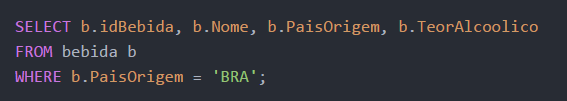 SELECT b.idBebida, b.Nome, b.PaisOrigem, b.TeorAlcoolico
FROM bebida b
WHERE b.PaisOrigem = 'BRA';